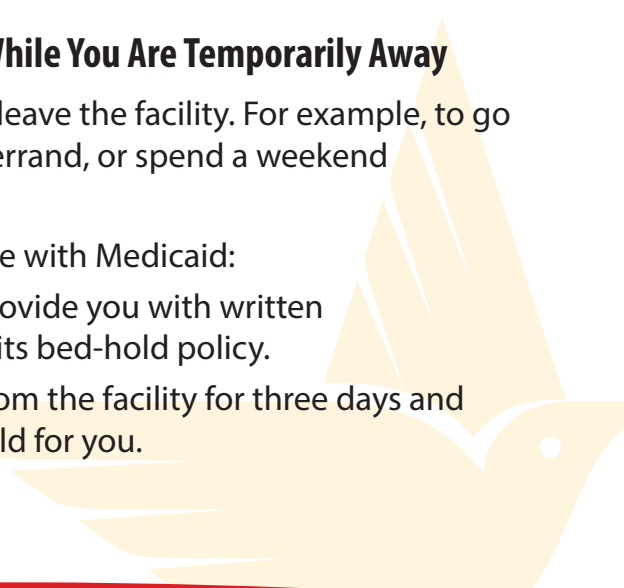 While You Are Temporarily Away
leave the facility. For example, to go
errand, or spend a weekend
e with Medicaid:
ovide you with written
its bed-hold policy.
om the facility for three days and
ld for you.